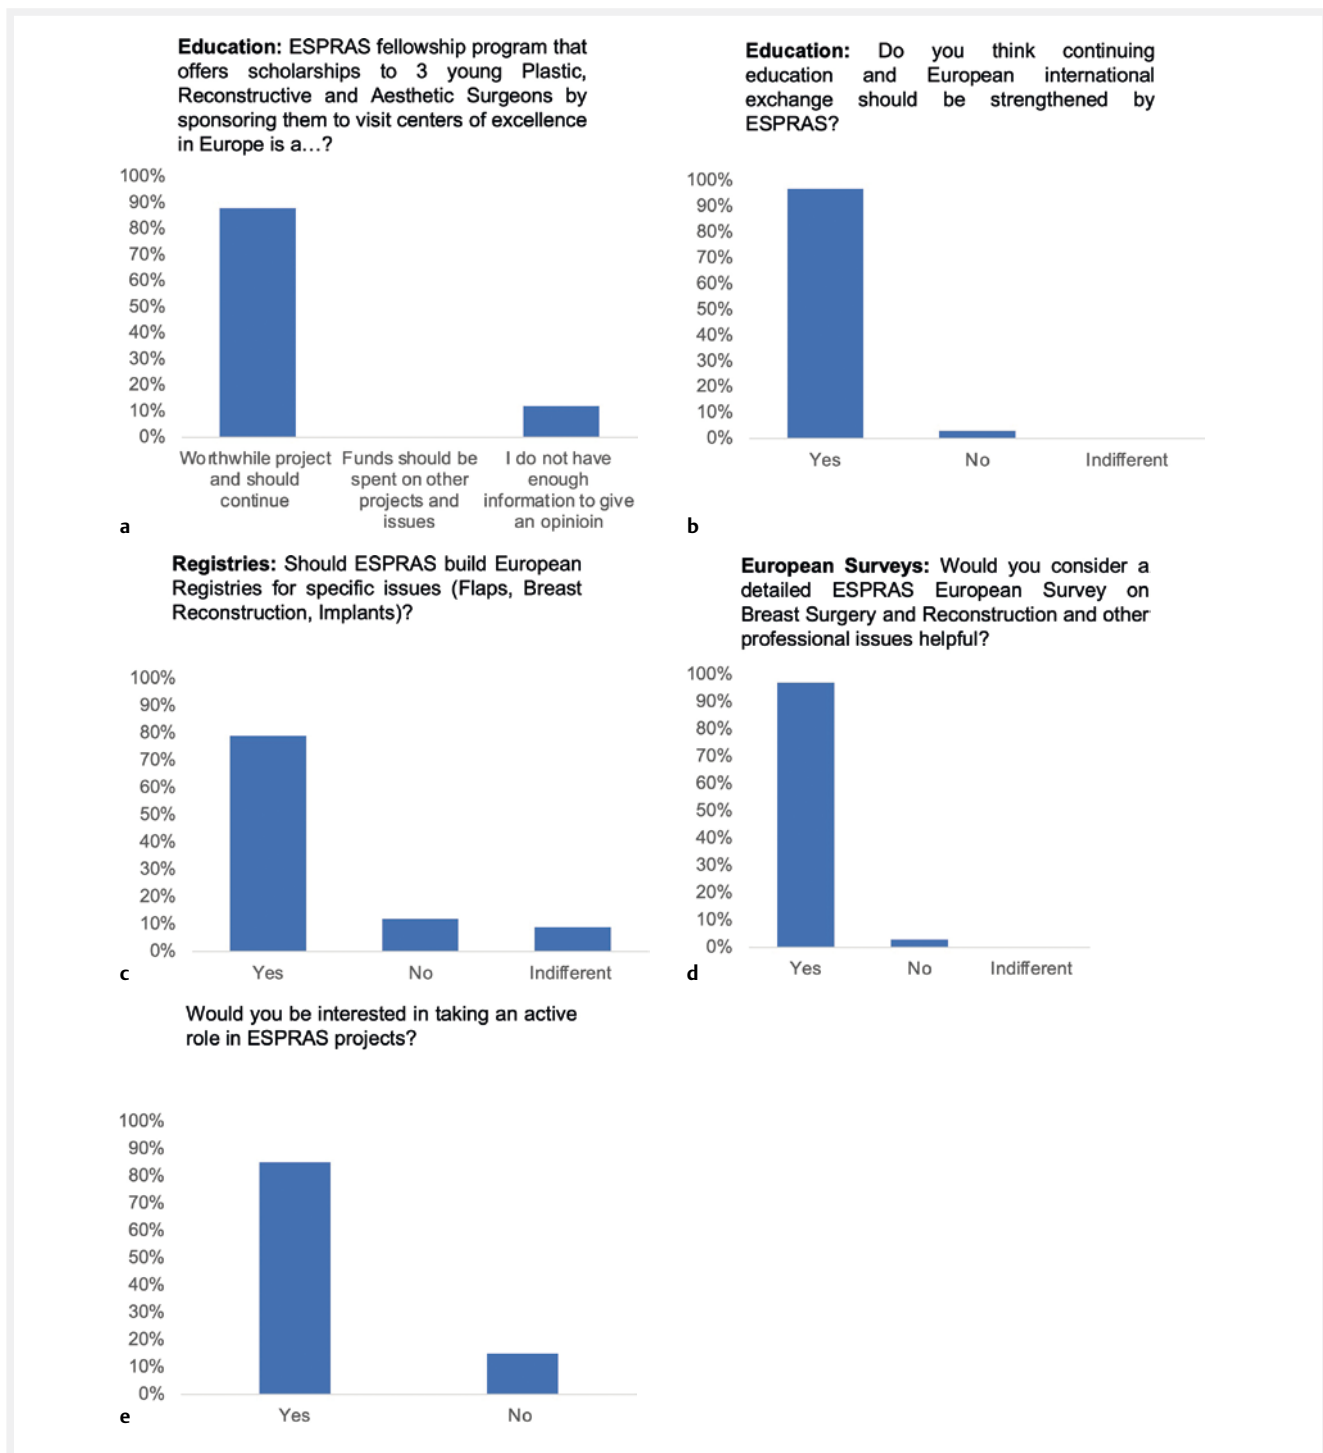 Education: ESPRAS fellowship program that
offers scholarships to 3 young Plastic,
Reconstructive and Aesthetic Surgeons by
sponsoring them to visit centers of excellence
in Europe is a…?
100%
90%
80%
70%
60%
50%
40%
30%
20%
10%
0%
Worthwhile project
and should
continue
Funds should be
spent on other
projects and
issues
I do not have
enough
information to give
an opinioin
a
Education: Do you think continuing
education and European international
exchange should be strengthened by
ESPRAS?
100%
90%
80%
70%
60%
50%
40%
30%
20%
10%
0%
Yes No Indifferent
b
Registries: Should ESPRAS build European
Registries for specific issues (Flaps, Breast
Reconstruction, Implants)?
100%
90%
80%
70%
60%
50%
40%
30%
20%
10%
0%
Yes No Indifferent
c
European Surveys: Would you consider a
detailed ESPRAS European Survey on
Breast Surgery and Reconstruction and other
professional issues helpful?
100%
90%
80%
70%
60%
50%
40%
30%
20%
10%
0%
Yes No Indifferent
d
Would you be interested in taking an active
role in ESPRAS projects?
100%
90%
80%
70%
60%
50%
40%
30%
20%
10%
0%
Yes No
e